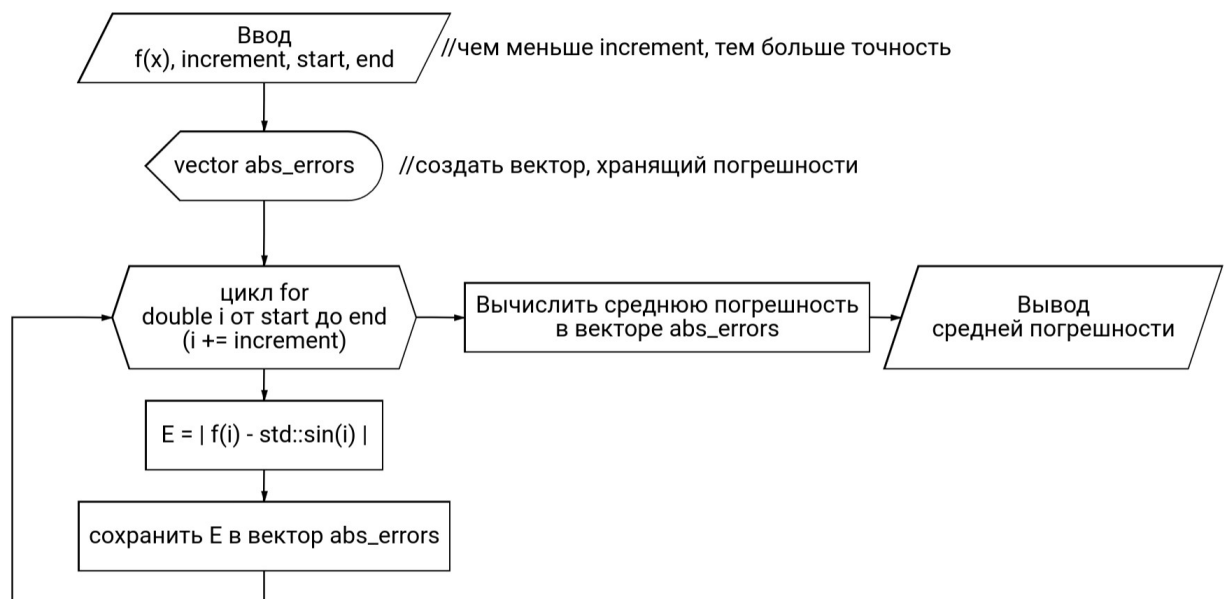 Ввод
f(x), increment, start, end
//чем меньше increment, тем больше точность
vector abs_errors
//создать вектор, хранящий погрешности
цикл for
double i от start до end
(i += increment)
Вычислить среднюю погрешность
в векторе abs_errors
Вывод
средней погрешности
E = | f(i) - std::sin(i) |
сохранить E в вектор abs_errors